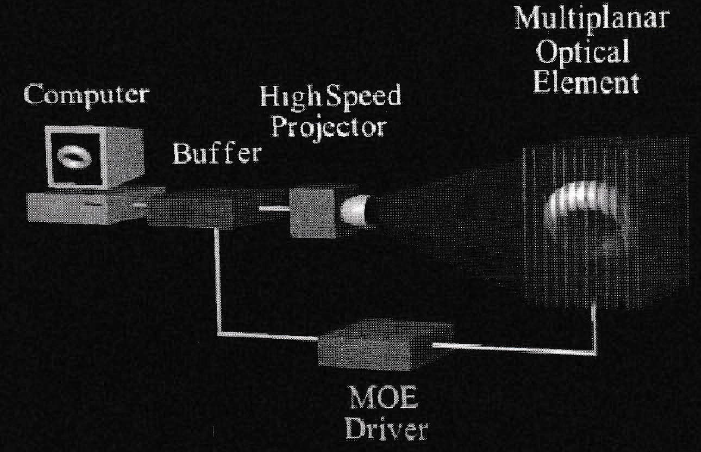 Multiplanar
Optical
Element
Computer
High Speed
Projector
Buffer
MOE
Driver